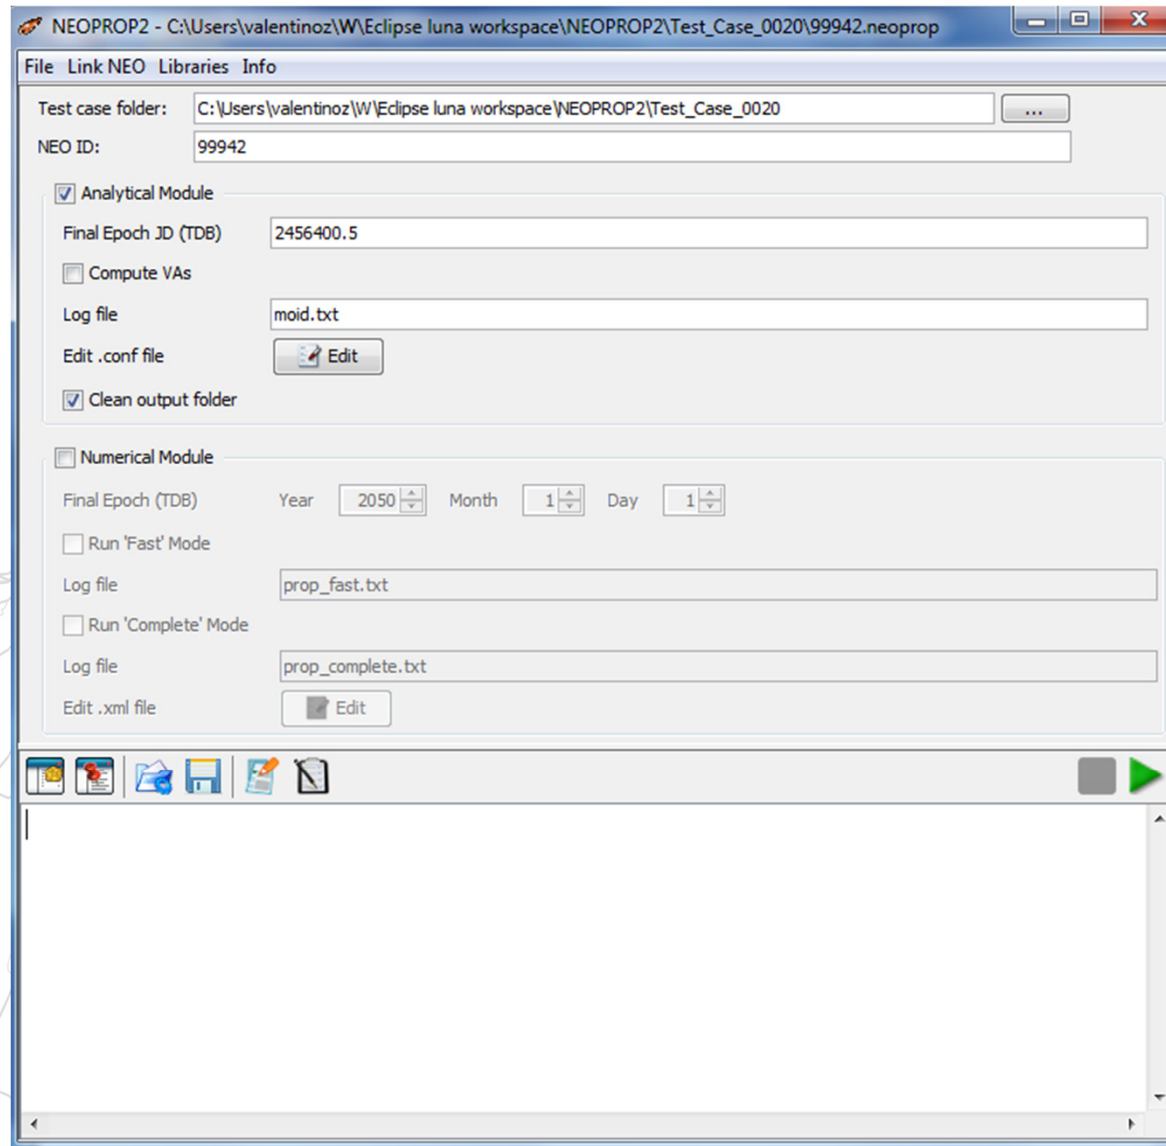 NEOPROP2 - C:\Users\valentinoz\W\Eclipse luna workspace\NEOPROP2\Test_Case_0020\99942.neoprop
File Link NEO Libraries Info
Test case folder: C:\Users\valentinoz\W\Eclipse luna workspace\NEOPROP2\Test_Case_0020 ...
NEO ID: 99942
Analytical Module
Final Epoch JD (TDB) 2456400.5
Compute VAs
Log file moid.txt
Edit .conf file Edit
Clean output folder
Numerical Module
Final Epoch (TDB) Year 2050 Month 1 Day 1
Run 'Fast' Mode
Log file prop_fast.txt
Run 'Complete' Mode
Log file prop_complete.txt
Edit .xml file Edit